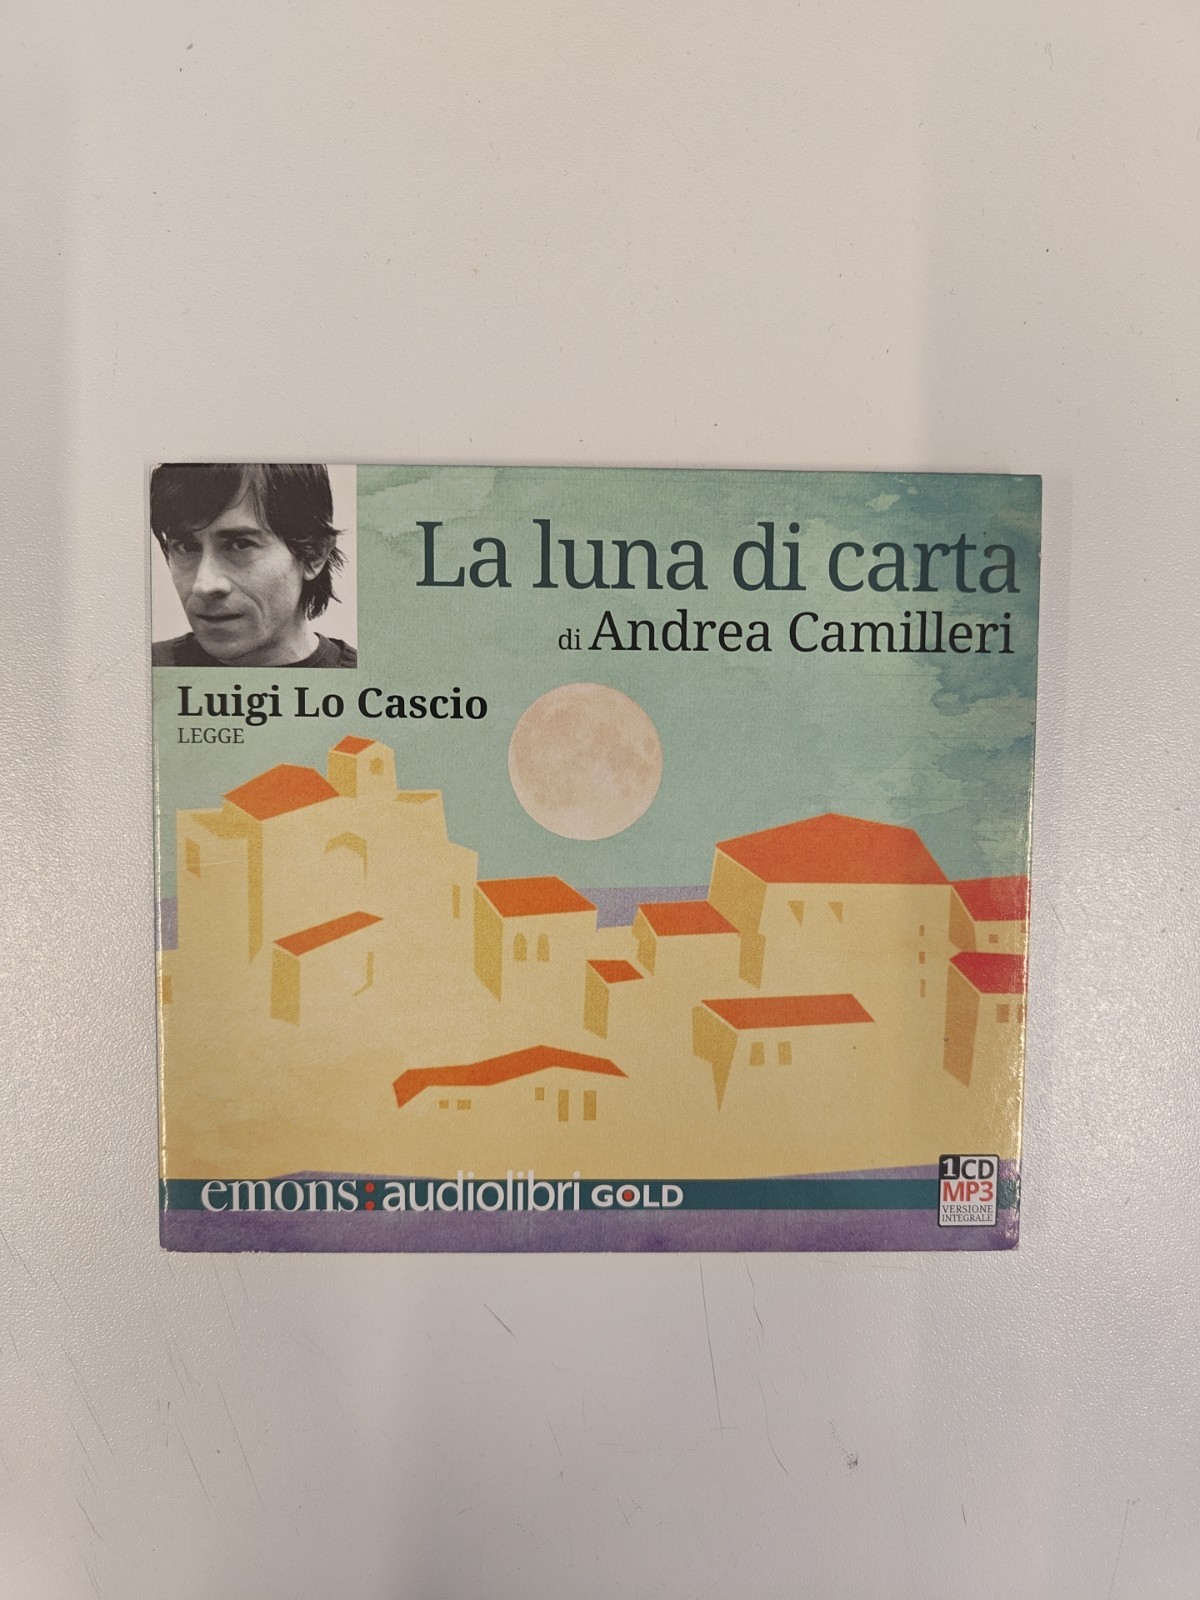 La luna di carta
di Andrea Camilleri
Luigi Lo Cascio
LEGGE
emons:audiolibri GOLD
1CD
MP3
VERSIONE
INTEGRALE